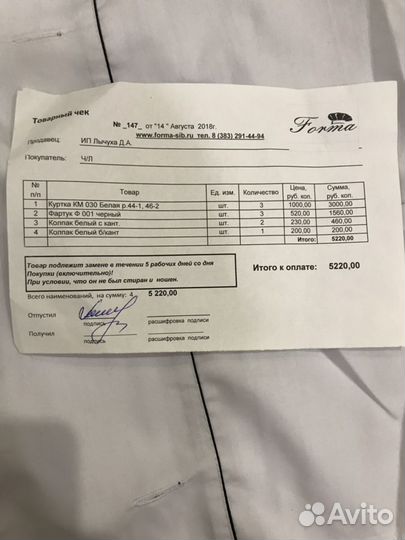 Товарный чек
№ _147_ от "14 " Августа 2018г.
www.forma-sib.ru тел. 8 (383) 291-44-94
Forma
Продавец: ИП Лычуха Д.А.
Покупатель: Ч/Л
№ п/п Товар Ед. изм. Количество Цена, руб. коп. Сумма, руб. коп.
1 Куртка КМ 030 Белая р.44-1, 46-2 шт. 3 1000,00 3000,00
2 Фартук Ф 001 черный шт. 3 520,00 1560,00
3 Колпак белый с кант. шт. 2 230,00 460,00
4 Колпак белый б/кант шт. 1 200,00 200,00
Итого: 5220,00
Товар подлежит замене в течении 5 рабочих дней со дня
Покупки (включительно)!
При условии, что он не был стиран и ношен.
Итого к оплате: 5220,00
Всего наименований, на сумму: 4 5 220,00
Отпустил
подпись расшифровка подписи
Получил
подпись расшифровка подписи
Avito